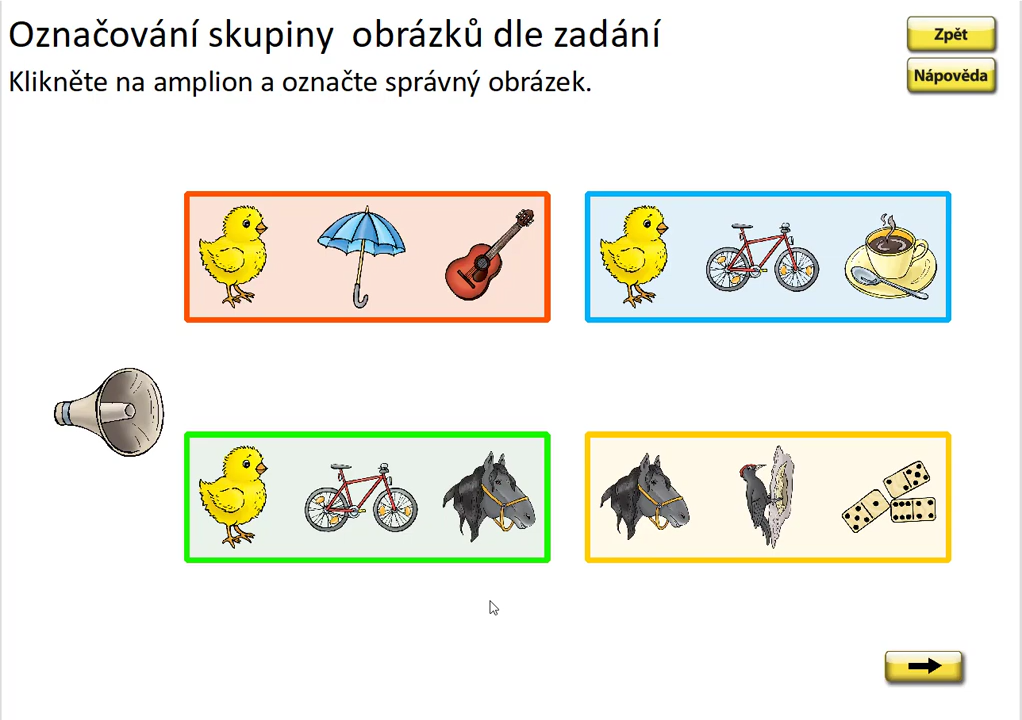 Označování skupiny  obrázků dle zadání
Klikněte na amplion a označte správný obrázek.
Zpět
Nápověda